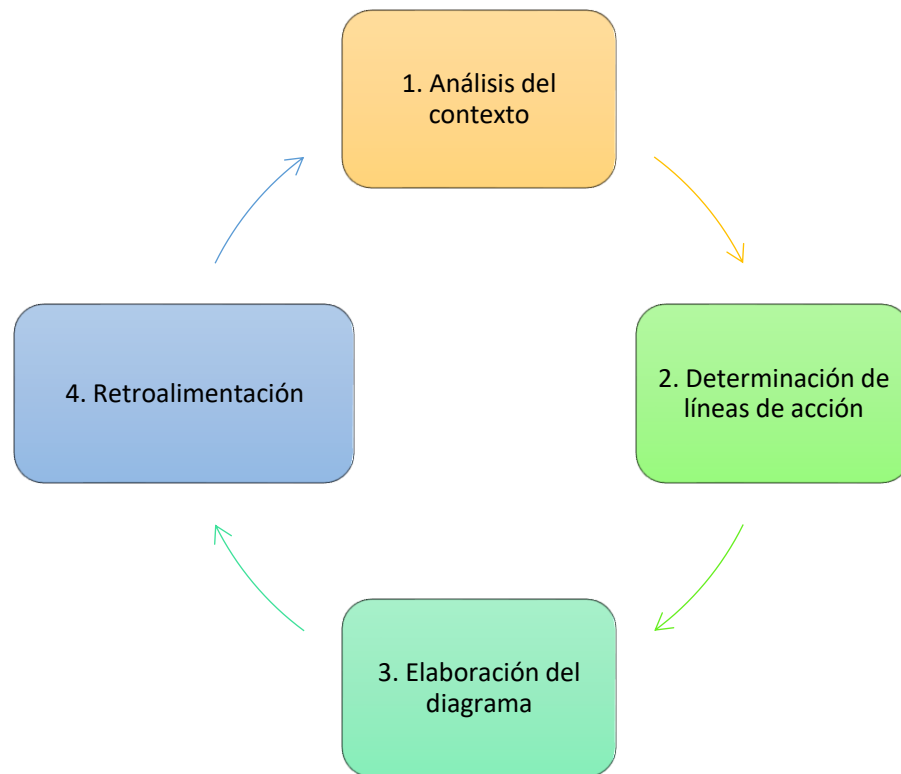 1. Análisis del
contexto
2. Determinación de
líneas de acción
3. Elaboración del
diagrama
4. Retroalimentación